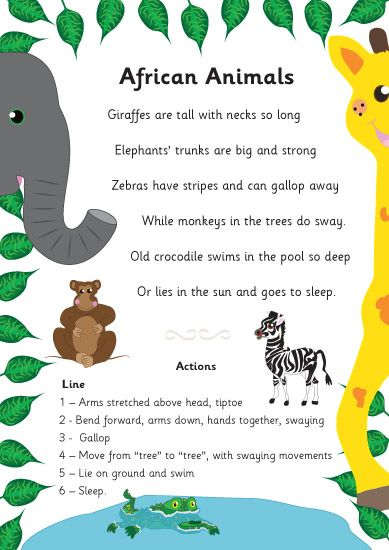 African Animals
Giraffes are tall with necks so long
Elephants' trunks are big and strong
Zebras have stripes and can gallop away
While monkeys in the trees do sway.
Old crocodile swims in the pool so deep
Or lies in the sun and goes to sleep.
Actions
Line
1 – Arms stretched above head, tiptoe
2 - Bend forward, arms down, hands together, swaying
3 - Gallop
4 – Move from “tree” to “tree”, with swaying movements
5 – Lie on ground and swim
6 – Sleep.